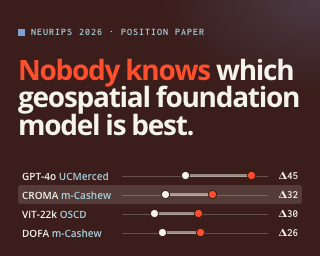 NEURIPS 2026 · POSITION PAPER
Nobody knows which
geospatial foundation
model is best.
GPT-4o UCMerced Δ45
CROMA m-Cashew Δ32
ViT-22k OSCD Δ30
DOFA m-Cashew Δ26